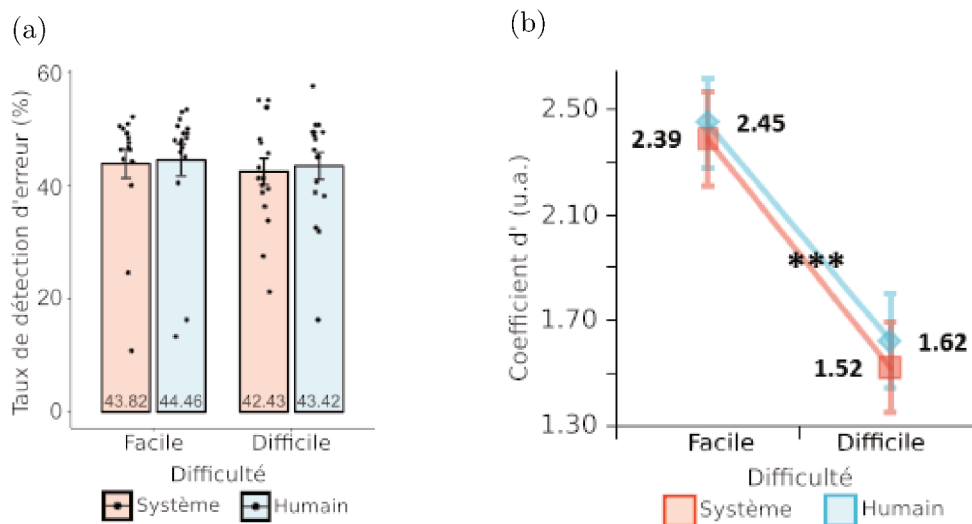 (a)
Taux de détection d'erreur (%)
60
40
20
0
43.82
44.46
42.43
43.42
Facile
Difficile
Difficulté
Système
Humain
(b)
Coefficient d' (u.a.)
2.50
2.10
1.70
1.30
2.39
2.45
***
1.52
1.62
Facile
Difficile
Difficulté
Système
Humain